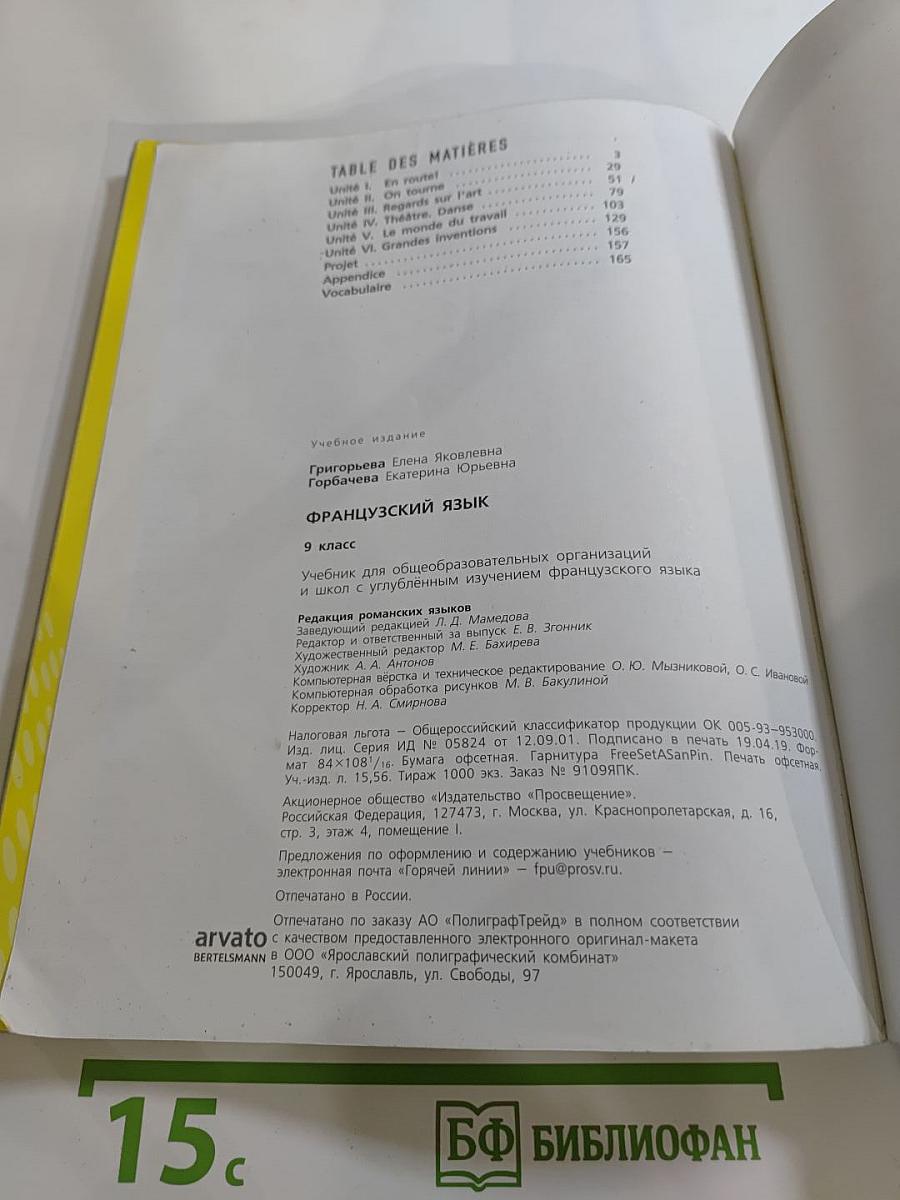 TABLE DES MATIÈRES
Unité I. En route! 3
Unité II. On tourne 29
Unité III. Regards sur l'art 51
Unité IV. Théâtre. Danse 79
Unité V. Le monde du travail 103
Unité VI. Grandes inventions 129
Projet 156
Appendice 157
Vocabulaire 165
Учебное издание
Григорьева Елена Яковлевна
Горбачева Екатерина Юрьевна
ФРАНЦУЗСКИЙ ЯЗЫК
9 класс
Учебник для общеобразовательных организаций
и школ с углублённым изучением французского языка
Редакция романских языков
Заведующий редакцией Л. Д. Мамедова
Редактор и ответственный за выпуск Е. В. Згонник
Художественный редактор М. Е. Бахирева
Художник А. А. Антонов
Компьютерная вёрстка и техническое редактирование О. Ю. Мызниковой, О. С. Ивановой
Компьютерная обработка рисунков М. В. Бакулиной
Корректор Н. А. Смирнова
Налоговая льгота — Общероссийский классификатор продукции ОК 005-93—953000.
Изд. лиц. Серия ИД № 05824 от 12.09.01. Подписано в печать 19.04.19. Фор-
мат 84×108 1/16. Бумага офсетная. Гарнитура FreeSetASanPin. Печать офсетная.
Уч.-изд. л. 15,56. Тираж 1000 экз. Заказ № 9109ЯПК.
Акционерное общество «Издательство «Просвещение».
Российская Федерация, 127473, г. Москва, ул. Краснопролетарская, д. 16,
стр. 3, этаж 4, помещение I.
Предложения по оформлению и содержанию учебников —
электронная почта «Горячей линии» — fpu@prosv.ru.
Отпечатано в России.
Отпечатано по заказу АО «ПолиграфТрейд» в полном соответствии
arvato с качеством предоставленного электронного оригинал-макета
BERTELSMANN в ООО «Ярославский полиграфический комбинат»
150049, г. Ярославль, ул. Свободы, 97
15 с
БФ БИБЛИОФАН